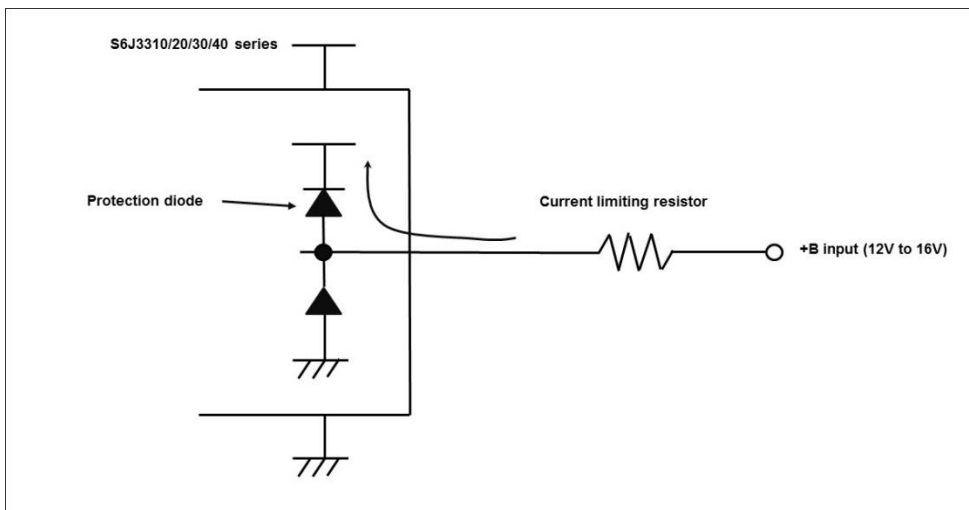 S6J3310/20/30/40 series
Protection diode
Current limiting resistor
+B input (12V to 16V)